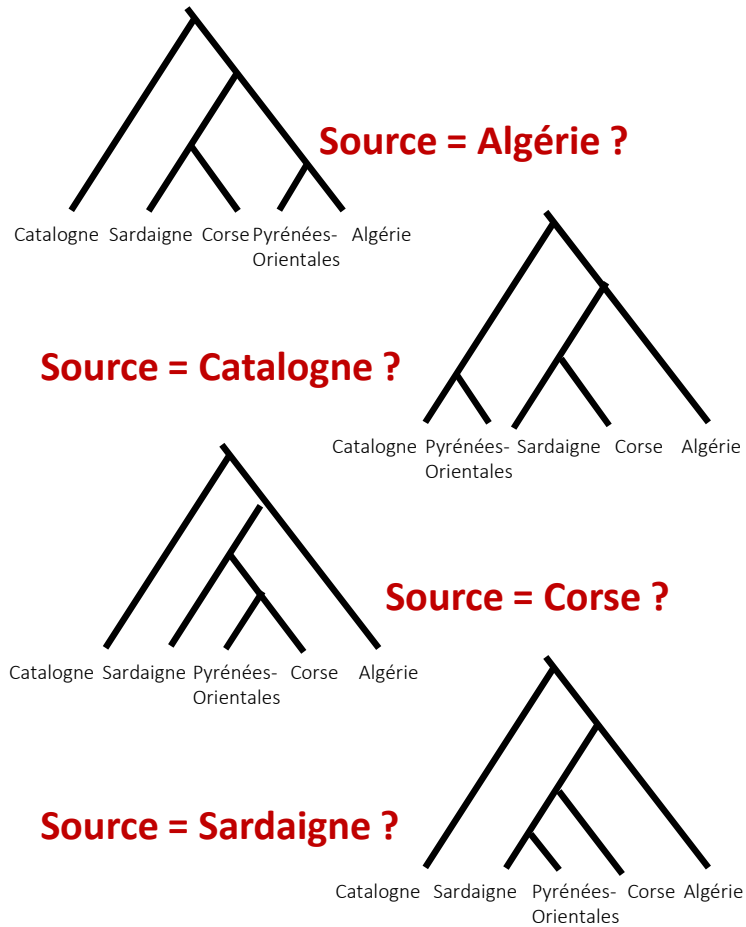 Source = Algérie ?
Catalogne Sardaigne Corse Pyrénées- Algérie
Orientales
Source = Catalogne ?
Catalogne Pyrénées- Sardaigne Corse Algérie
Orientales
Source = Corse ?
Catalogne Sardaigne Pyrénées- Corse Algérie
Orientales
Source = Sardaigne ?
Catalogne Sardaigne Pyrénées- Corse Algérie
Orientales